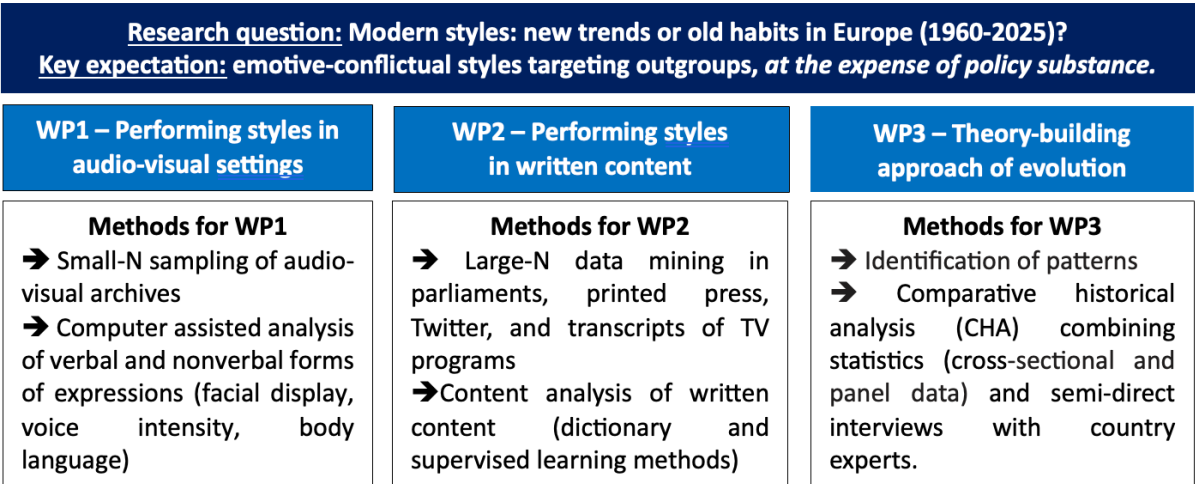 Research question: Modern styles: new trends or old habits in Europe (1960-2025)?
Key expectation: emotive-conflictual styles targeting outgroups, at the expense of policy substance.
WP1 – Performing styles in
audio-visual settings
Methods for WP1
➔ Small-N sampling of audio-
visual archives
➔ Computer assisted analysis
of verbal and nonverbal forms
of expressions (facial display,
voice intensity, body
language)
WP2 – Performing styles
in written content
Methods for WP2
➔ Large-N data mining in
parliaments, printed press,
Twitter, and transcripts of TV
programs
➔Content analysis of written
content (dictionary and
supervised learning methods)
WP3 – Theory-building
approach of evolution
Methods for WP3
➔ Identification of patterns
➔ Comparative historical
analysis (CHA) combining
statistics (cross-sectional and
panel data) and semi-direct
interviews with country
experts.